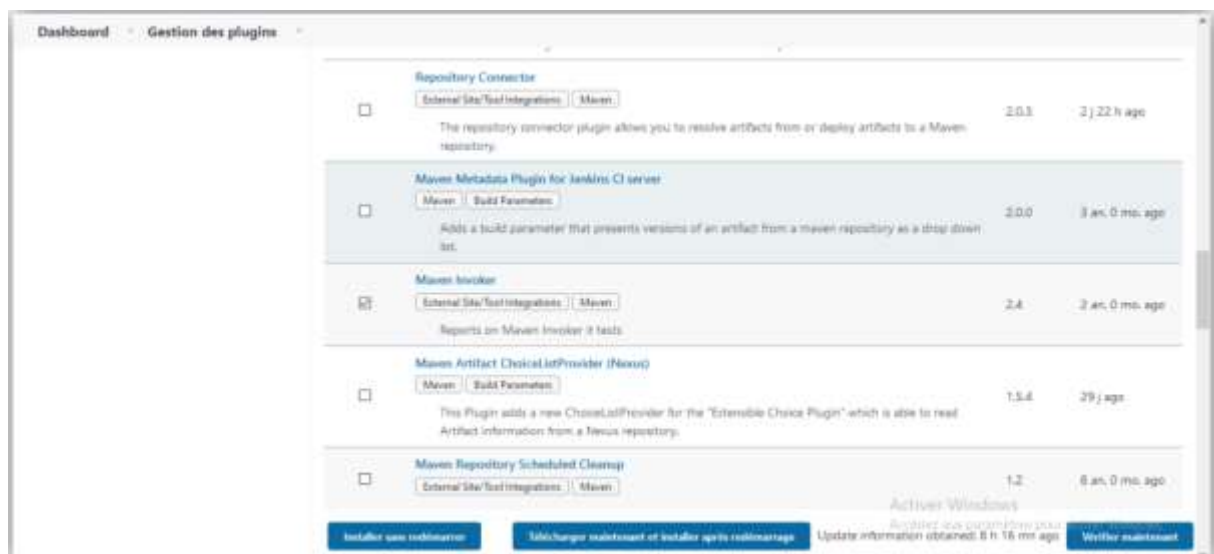 Dashboard
Gestion des plugins
Repository Connector
External Site/Tool Integrations
Maven
2.0.3
2 j 22 h ago
The repository connector plugin allows you to resolve artifacts from or deploy artifacts to a Maven
repository.
Maven Metadata Plugin for Jenkins CI server
Maven
Build Parameters
2.0.0
3 an, 0 mo. ago
Adds a build parameter that presents versions of an artifact from a maven repository as a drop down
list.
Maven Invoker
External Site/Tool Integrations
Maven
2.4
2 an, 0 mo. ago
Reports on Maven Invoker it tests
Maven Artifact ChoiceListProvider (Nexus)
Maven
Build Parameters
1.5.4
29 j ago
This Plugin adds a new ChoiceListProvider for the "Extensible Choice Plugin" which is able to read
Artifact information from a Nexus repository.
Maven Repository Scheduled Cleanup
External Site/Tool Integrations
Maven
1.2
6 an, 0 mo. ago
Activer Windows
Installer sans redémarrer
Télécharger maintenant et installer après redémarrage
Update information obtained: 8 h 16 mn ago
Vérifier maintenant